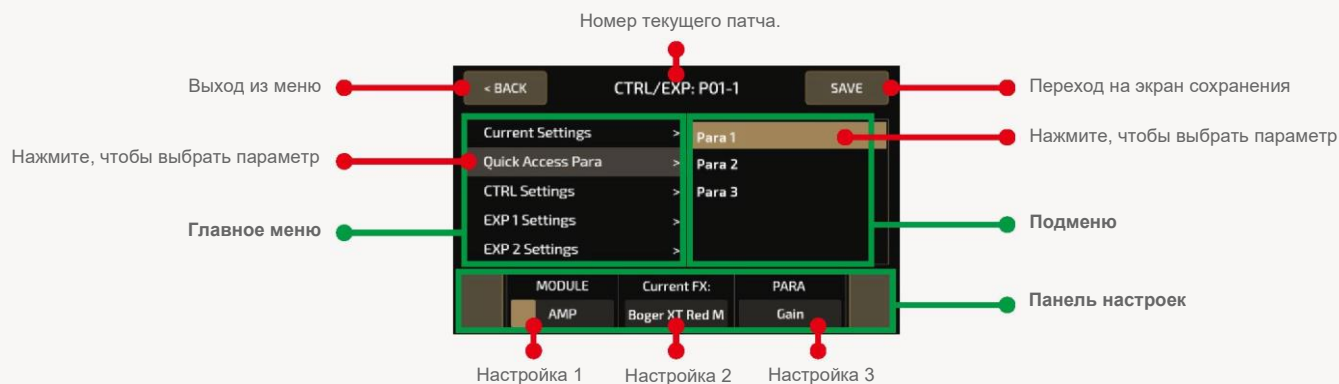 Номер текущего патча.
Выход из меню
< BACK
CTRL/EXP: P01-1
SAVE
Переход на экран сохранения
Нажмите, чтобы выбрать параметр
Current Settings >
Quick Access Para >
CTRL Settings >
EXP 1 Settings >
EXP 2 Settings >
Para 1
Para 2
Para 3
Нажмите, чтобы выбрать параметр
Главное меню
Подменю
MODULE
Current FX:
PARA
AMP
Boger XT Red M
Gain
Панель настроек
Настройка 1
Настройка 2
Настройка 3